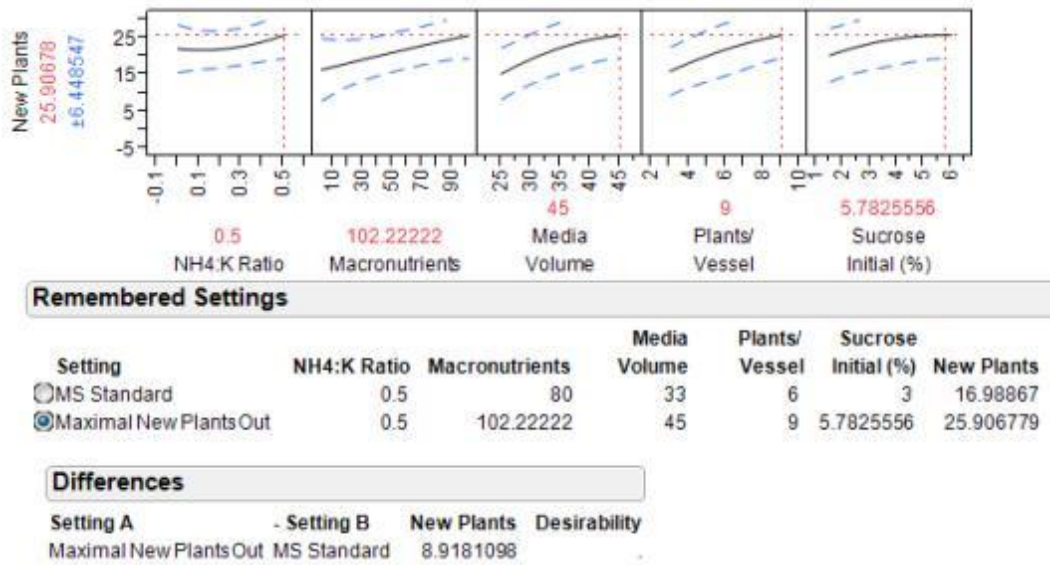 New Plants
25.90678
±6.448547
25
15
5
-5
-0.1 0.1 0.3 0.5
10 30 50 70 90
25 30 35 40 45
2 4 6 8 10
1 2 3 4 5 6
0.5 102.22222 45 9 5.7825556
NH4:K Ratio Macronutrients Media Volume Plants/ Vessel Sucrose Initial (%)
Remembered Settings
Media Plants/ Sucrose
Setting NH4:K Ratio Macronutrients Volume Vessel Initial (%) New Plants
MS Standard 0.5 80 33 6 3 16.98867
Maximal New Plants Out 0.5 102.22222 45 9 5.7825556 25.906779
Differences
Setting A - Setting B New Plants Desirability
Maximal New Plants Out MS Standard 8.9181098 .